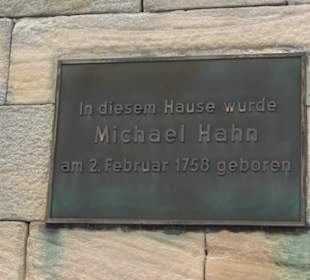 In diesem Hause wurde
Michael Hahn
am 2. Februar 1758 geboren